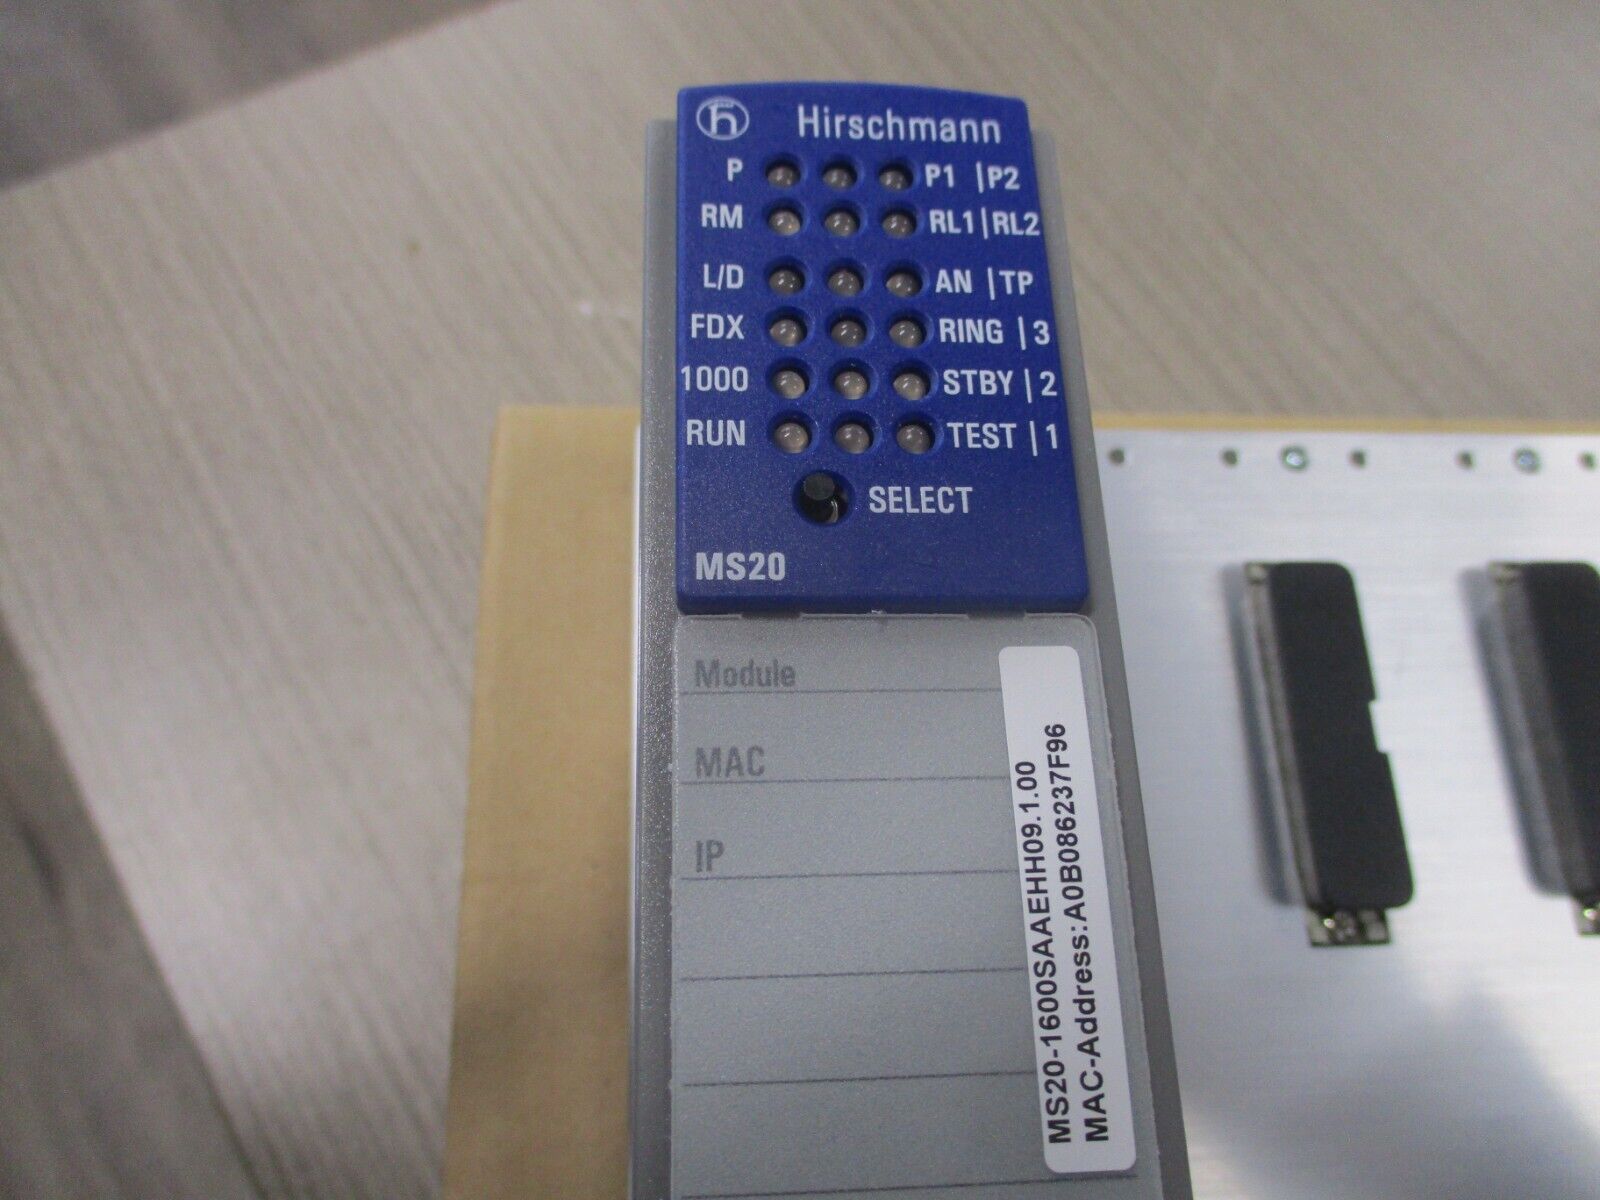 Hirschmann
P P1 |P2
RM RL1|RL2
L/D AN |TP
FDX RING |3
1000 STBY|2
RUN TEST |1
SELECT
MS20
Module
MAC
IP
MS20-1600SAAEHH09.1.00
MAC-Address:A0B086237F96